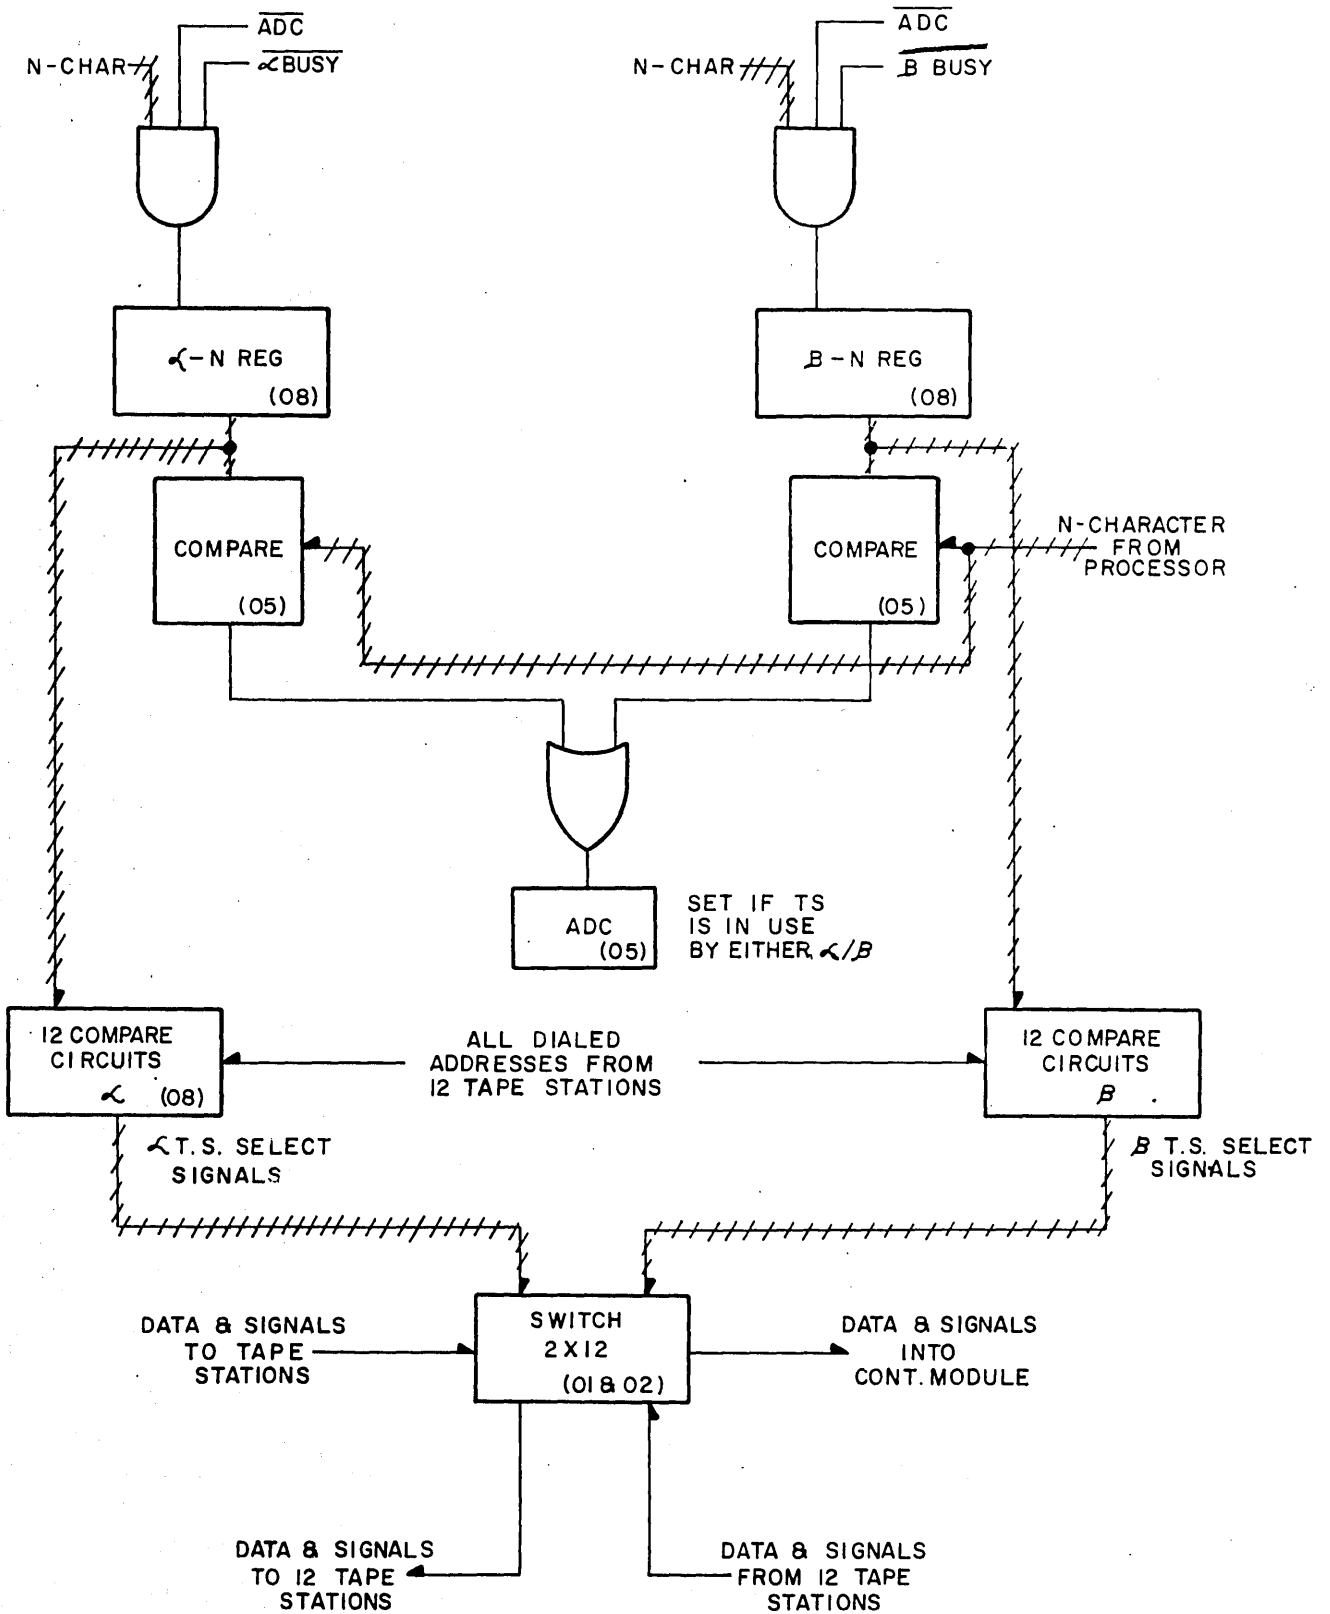 ADC
N-CHAR
∝ BUSY
ADC
N-CHAR
β BUSY
∝-N REG
(08)
β-N REG
(08)
COMPARE
(05)
COMPARE
(05)
N-CHARACTER
FROM
PROCESSOR
ADC
(05)
SET IF TS
IS IN USE
BY EITHER ∝/β
12 COMPARE
CIRCUITS
∝ (08)
ALL DIALED
ADDRESSES FROM
12 TAPE STATIONS
12 COMPARE
CIRCUITS
β
∝ T.S. SELECT
SIGNALS
β T.S. SELECT
SIGNALS
DATA & SIGNALS
TO TAPE
STATIONS
SWITCH
2X12
(01 & 02)
DATA & SIGNALS
INTO
CONT. MODULE
DATA & SIGNALS
TO 12 TAPE
STATIONS
DATA & SIGNALS
FROM 12 TAPE
STATIONS